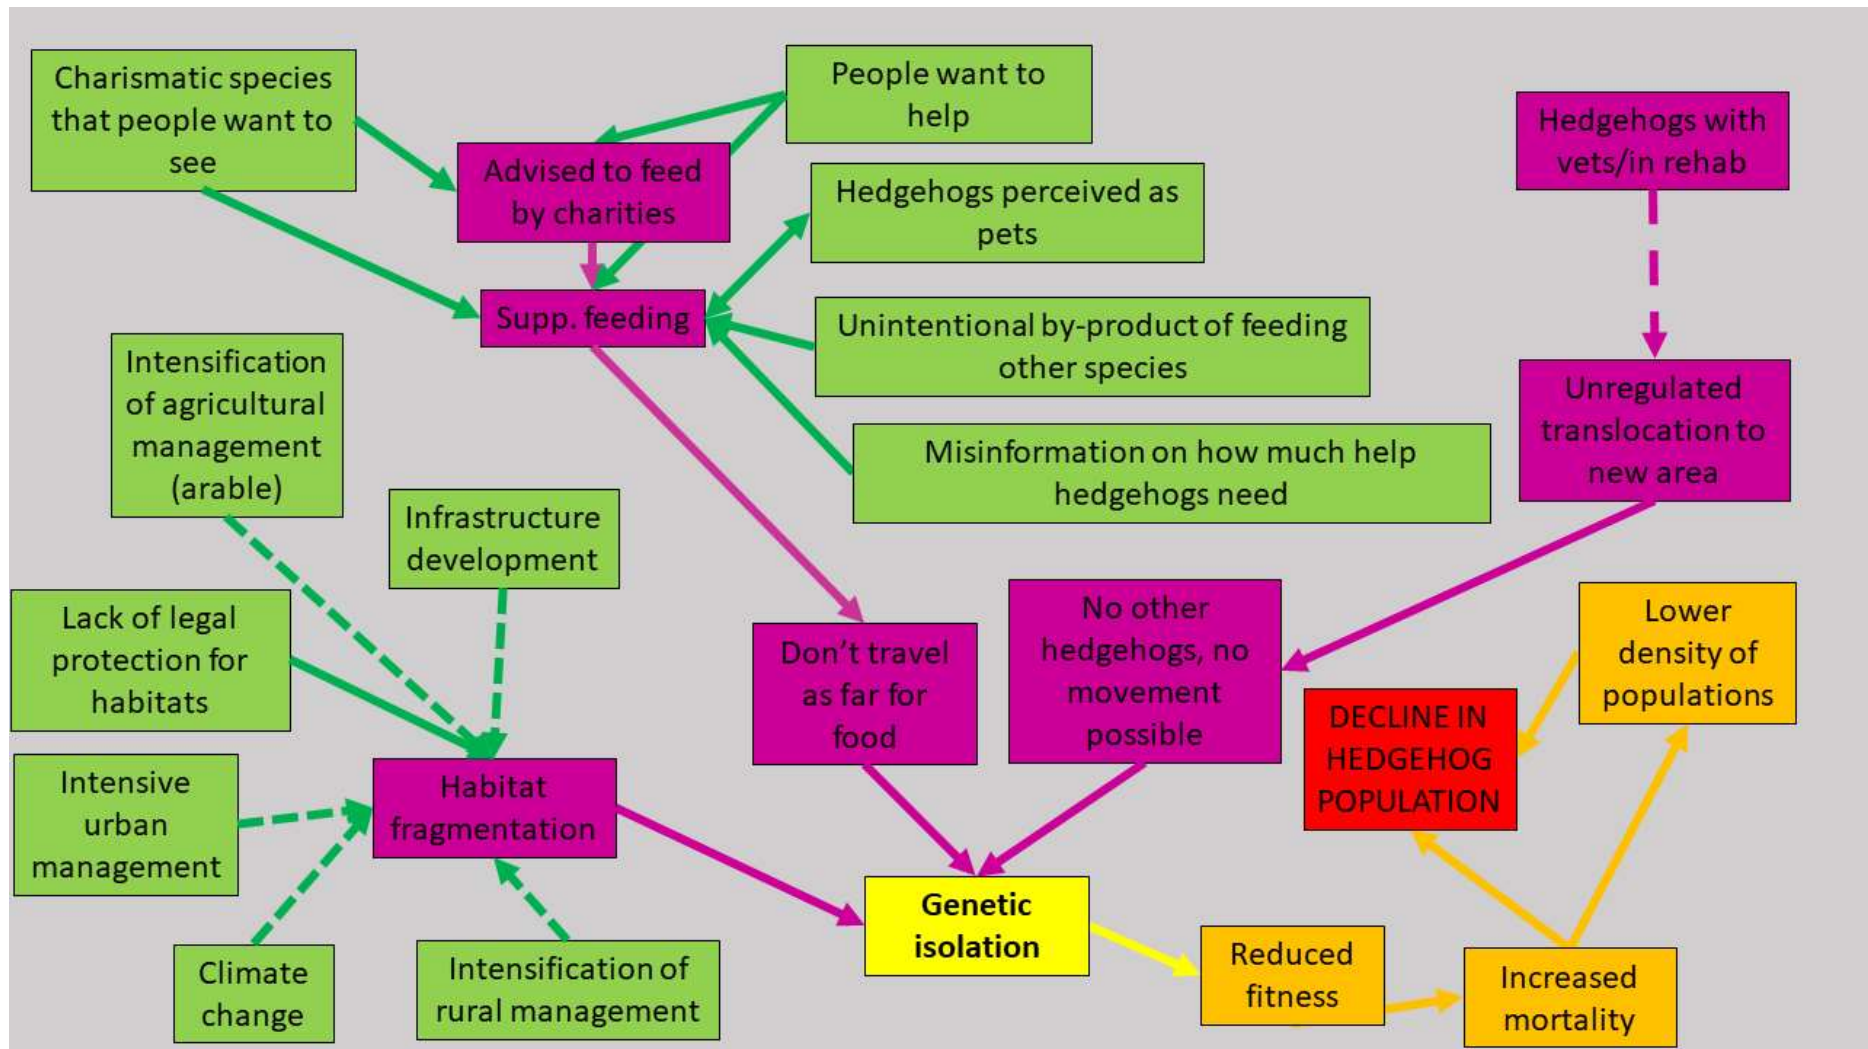 Charismatic species
that people want to
see
People want to
help
Hedgehogs with
vets/in rehab
Advised to feed
by charities
Hedgehogs perceived as
pets
Supp. feeding
Unintentional by-product of feeding
other species
Intensification
of agricultural
management
(arable)
Unregulated
translocation to
new area
Misinformation on how much help
hedgehogs need
Infrastructure
development
Lack of legal
protection for
habitats
Don't travel
as far for
food
No other
hedgehogs, no
movement
possible
Lower
density of
populations
DECLINE IN
HEDGEHOG
POPULATION
Intensive
urban
management
Habitat
fragmentation
Genetic
isolation
Climate
change
Intensification of
rural management
Reduced
fitness
Increased
mortality